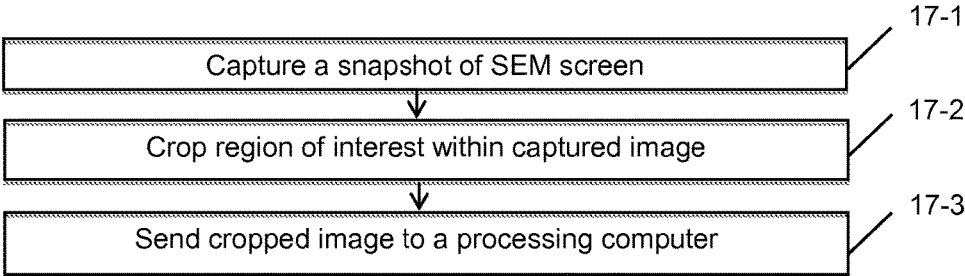 17-1
Capture a snapshot of SEM screen
17-2
Crop region of interest within captured image
17-3
Send cropped image to a processing computer